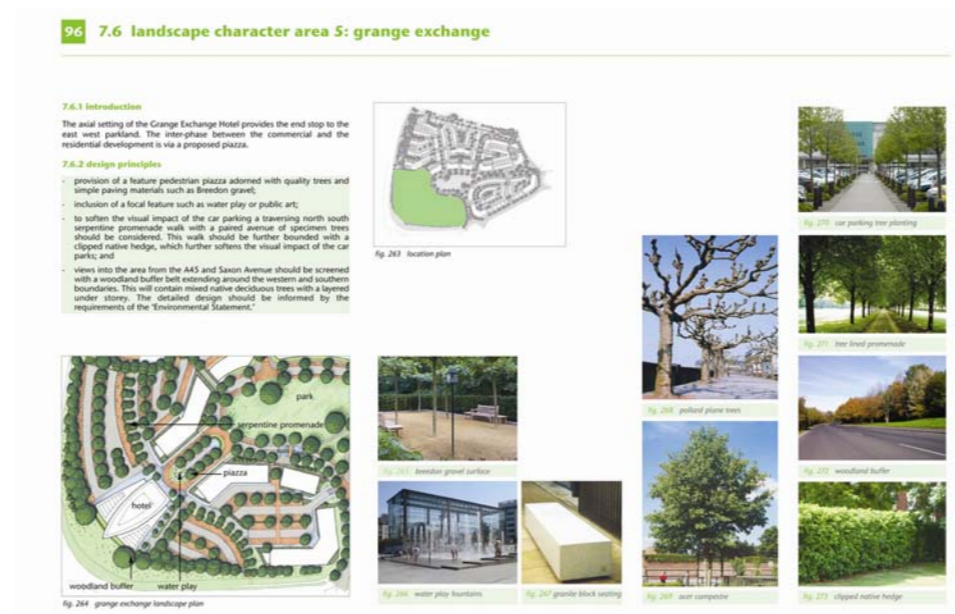 96 7.6 landscape character area 5: grange exchange
7.6.1 introduction
The axial setting of the Grange Exchange Hotel provides the end stop to the
east west parkland. The inter-phase between the commercial and the
residential development is via a proposed piazza.
7.6.2 design principles
- provision of a feature pedestrian piazza adorned with quality trees and
simple paving materials such as Breedon gravel;
- inclusion of a focal feature such as water play or public art;
- to soften the visual impact of the car parking a traversing north south
serpentine promenade walk with a paired avenue of specimen trees
should be considered. This walk should be further bounded with a
clipped native hedge, which further softens the visual impact of the car
parks; and
- views into the area from the A45 and Saxon Avenue should be screened
with a woodland buffer belt extending around the western and southern
boundaries. This will contain mixed native deciduous trees with a layered
under storey. The detailed design should be informed by the
requirements of the "Environmental Statement."
fig. 263 location plan
park
serpentine promenade
piazza
hotel
woodland buffer
water play
fig. 264 grange exchange landscape plan
fig. 265 breedon gravel surface
fig. 266 water play fountains
fig. 267 granite block seating
fig. 268 pollard plane trees
fig. 269 acer campestre
fig. 270 car parking tree planting
fig. 271 tree lined promenade
fig. 272 woodland buffer
fig. 273 clipped native hedge